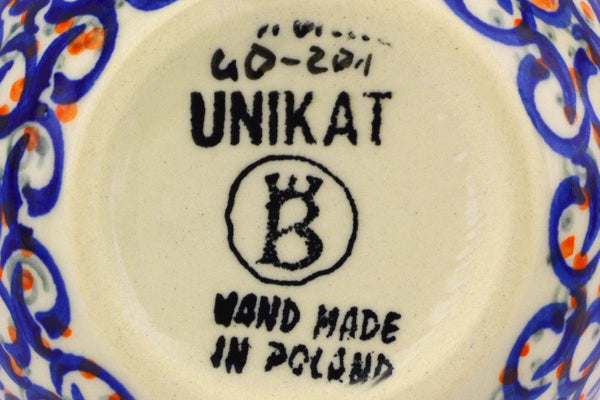 UNIKAT
B
HAND MADE
IN POLAND